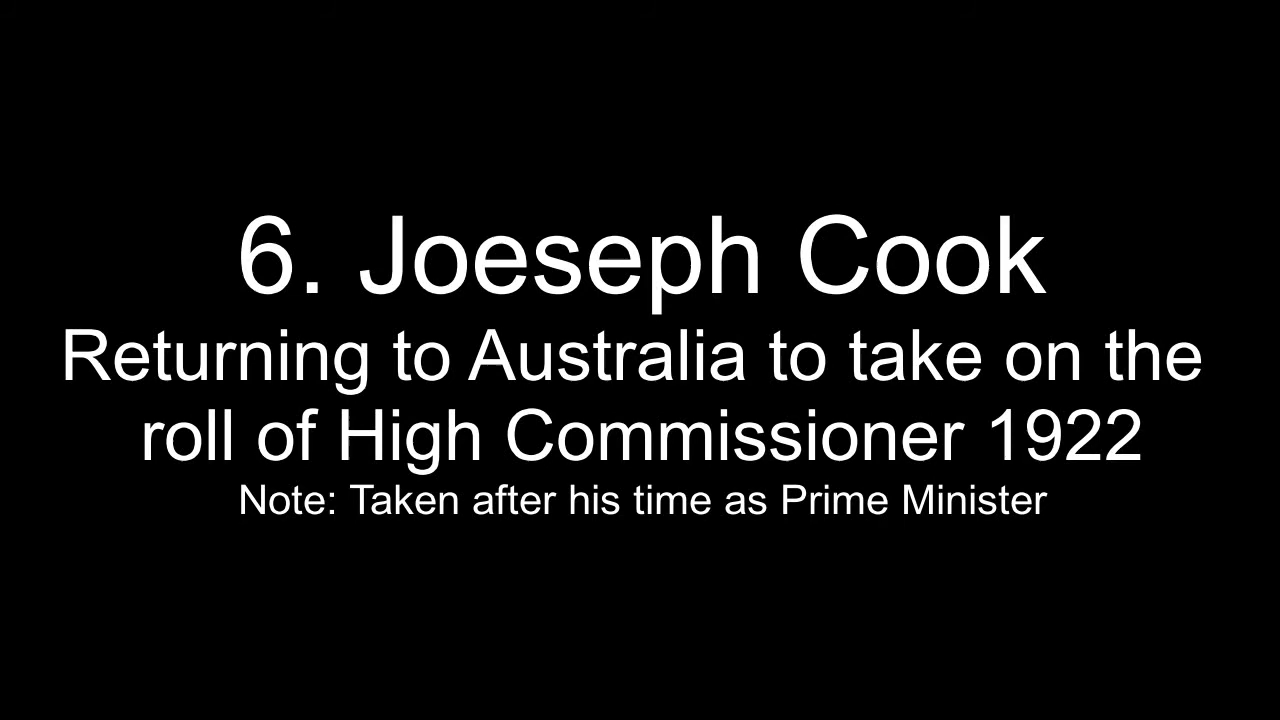 6. Joeseph Cook
Returning to Australia to take on the
roll of High Commissioner 1922
Note: Taken after his time as Prime Minister